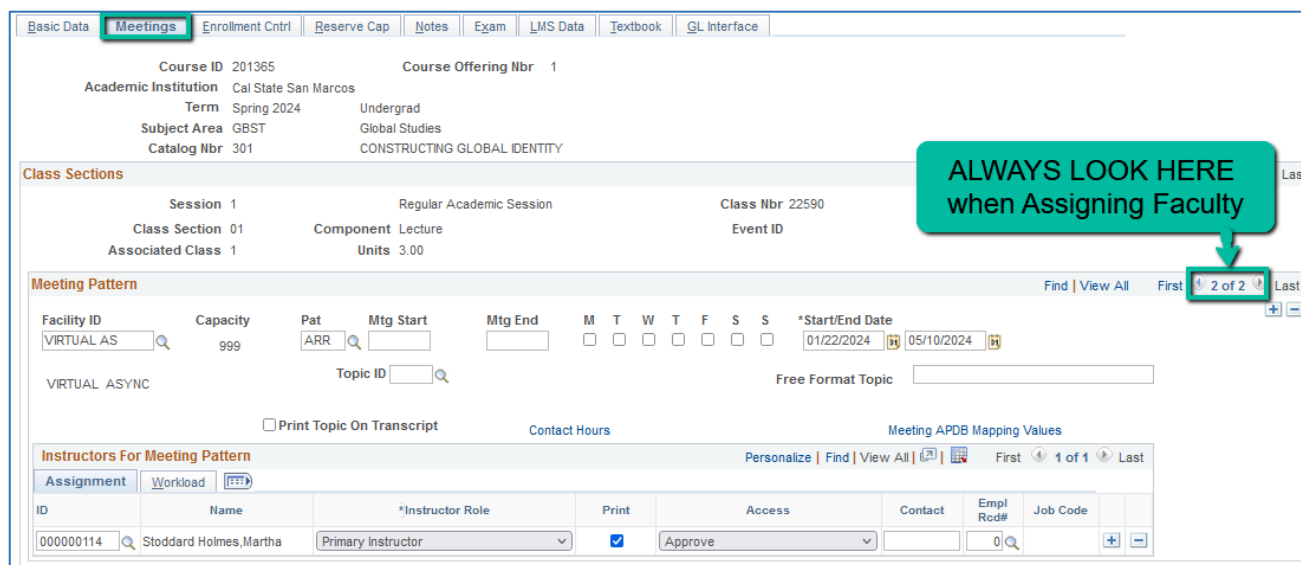 Basic Data Meetings Enrollment Cntrl Reserve Cap Notes Exam LMS Data Textbook GL Interface
Course ID 201365 Course Offering Nbr 1
Academic Institution Cal State San Marcos
Term Spring 2024 Undergrad
Subject Area GBST Global Studies
Catalog Nbr 301 CONSTRUCTING GLOBAL IDENTITY
ALWAYS LOOK HERE
when Assigning Faculty
Class Sections Las
Session 1 Regular Academic Session Class Nbr 22590
Class Section 01 Component Lecture Event ID
Associated Class 1 Units 3.00
Meeting Pattern Find | View All First 2 of 2 Last
Facility ID Capacity Pat Mtg Start Mtg End M T W T F S S *Start/End Date
VIRTUAL AS 999 ARR 01/22/2024 05/10/2024
VIRTUAL ASYNC Topic ID Free Format Topic
Print Topic On Transcript Contact Hours Meeting APDB Mapping Values
Instructors For Meeting Pattern Personalize | Find | View All | | First 1 of 1 Last
Assignment Workload
ID Name *Instructor Role Print Access Contact Empl Rcd# Job Code
000000114 Stoddard Holmes,Martha Primary Instructor Approve 0